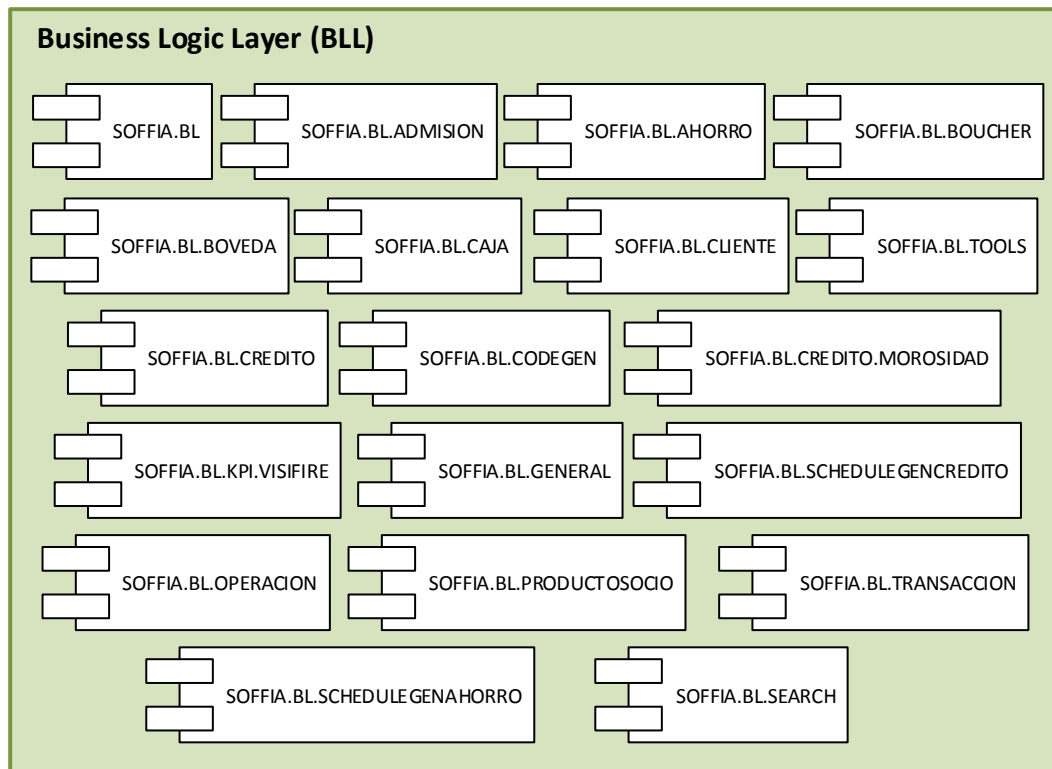 Business Logic Layer (BLL)
SOFFIA.BL
SOFFIA.BL.ADMISION
SOFFIA.BL.AHORRO
SOFFIA.BL.BOUCHER
SOFFIA.BL.BOVEDA
SOFFIA.BL.CAJA
SOFFIA.BL.CLIENTE
SOFFIA.BL.TOOLS
SOFFIA.BL.CREDITO
SOFFIA.BL.CODEGEN
SOFFIA.BL.CREDITO.MOROSIDAD
SOFFIA.BL.KPI.VISIFIRE
SOFFIA.BL.GENERAL
SOFFIA.BL.SCHEDULEGENCREDITO
SOFFIA.BL.OPERACION
SOFFIA.BL.PRODUCTOSOCIO
SOFFIA.BL.TRANSACCION
SOFFIA.BL.SCHEDULEGENAHORRO
SOFFIA.BL.SEARCH